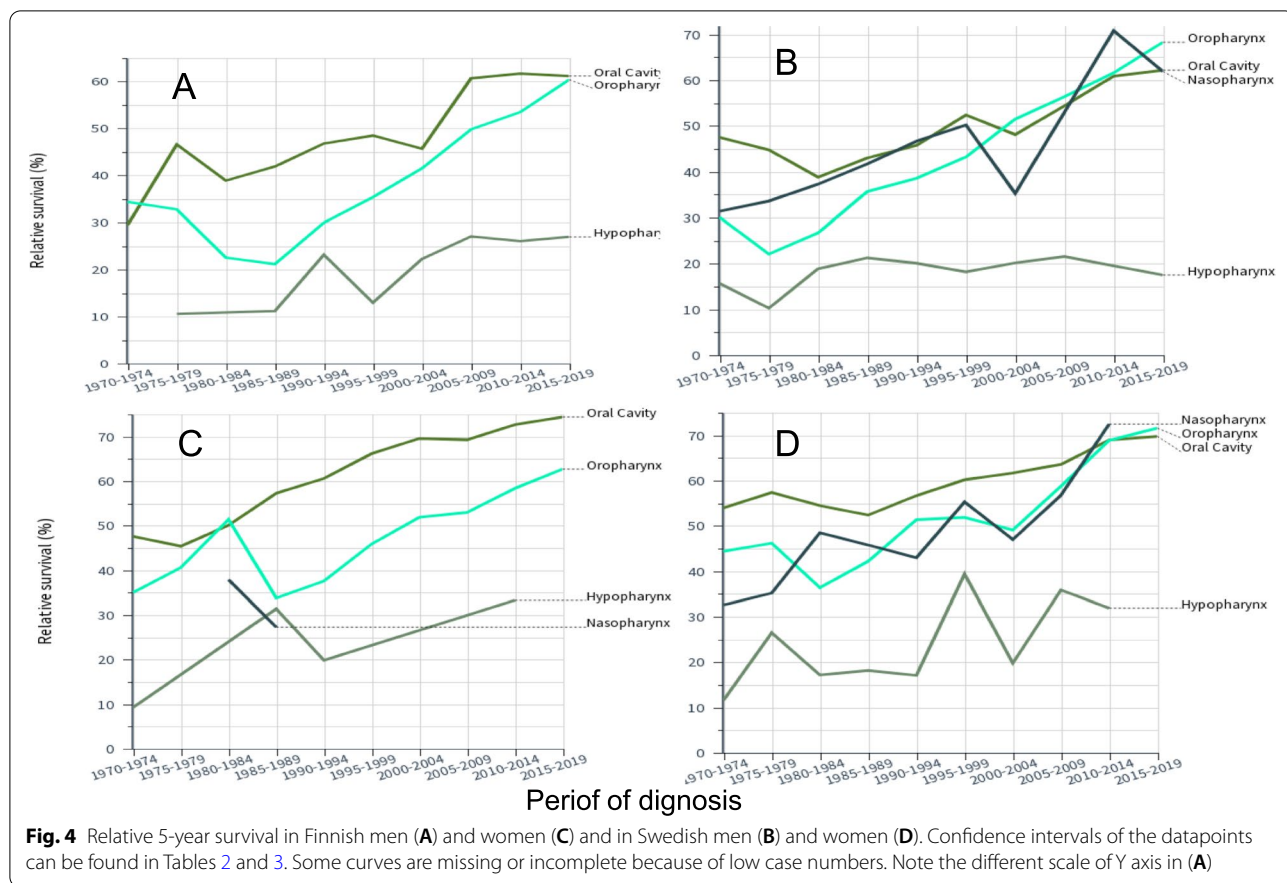 A
Relative survival (%)
60
50
40
30
20
10
0
1970-1974
1975-1979
1980-1984
1985-1989
1990-1994
1995-1999
2000-2004
2005-2009
2010-2014
2015-2019
Oral Cavity
Orophary
Hypophar
B
70
60
50
40
30
20
10
0
1970-1974
1975-1979
1980-1984
1985-1989
1990-1994
1995-1999
2000-2004
2005-2009
2010-2014
2015-2019
Oropharynx
Oral Cavity
Nasopharynx
Hypopharynx
C
Relative survival (%)
70
60
50
40
30
20
10
0
1970-1974
1975-1979
1980-1984
1985-1989
1990-1994
1995-1999
2000-2004
2005-2009
2010-2014
2015-2019
Oral Cavity
Oropharynx
Hypopharynx
Nasopharynx
D
70
60
50
40
30
20
10
0
1970-1974
1975-1979
1980-1984
1985-1989
1990-1994
1995-1999
2000-2004
2005-2009
2010-2014
2015-2019
Nasopharynx
Oropharynx
Oral Cavity
Hypopharynx
Periof of dignosis
Fig. 4 Relative 5-year survival in Finnish men (A) and women (C) and in Swedish men (B) and women (D). Confidence intervals of the datapoints
can be found in Tables 2 and 3. Some curves are missing or incomplete because of low case numbers. Note the different scale of Y axis in (A)